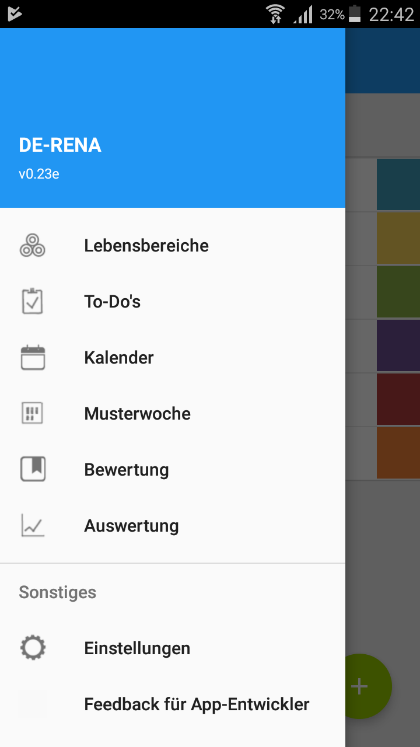 32% 22:42
DE-RENA
v0.23e
Lebensbereiche
To-Do's
Kalender
Musterwoche
Bewertung
Auswertung
Sonstiges
Einstellungen
Feedback für App-Entwickler